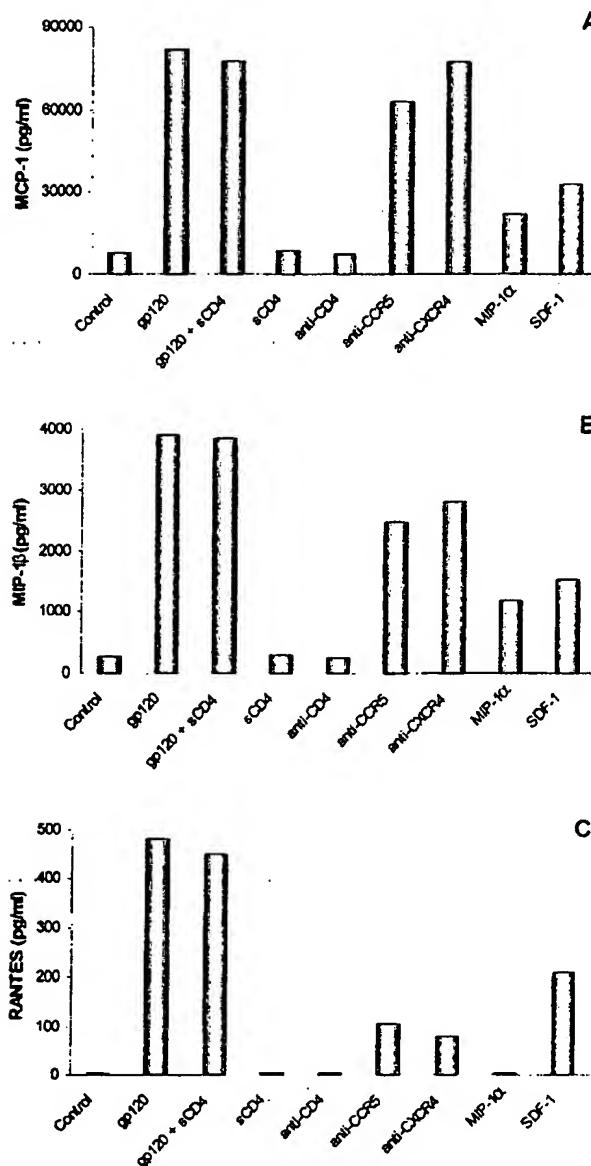 A
MCP-1 (pg/ml)
90000
60000
30000
0
Control
gp120
gp120 + sCD4
sCD4
anti-CD4
anti-CCR5
anti-CXCR4
MIP-1α
SDF-1
B
MIP-1β (pg/ml)
4000
3000
2000
1000
0
Control
gp120
gp120 + sCD4
sCD4
anti-CD4
anti-CCR5
anti-CXCR4
MIP-1α
SDF-1
C
RANTES (pg/ml)
500
400
300
200
100
0
Control
gp120
gp120 + sCD4
sCD4
anti-CD4
anti-CCR5
anti-CXCR4
MIP-1α
SDF-1